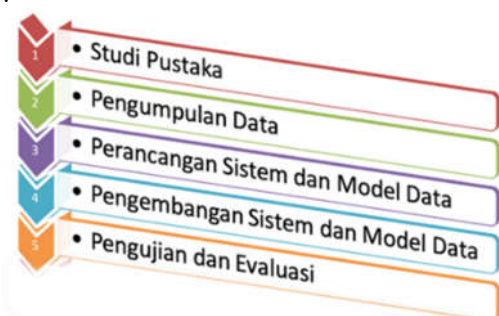 1
• Studi Pustaka
2
• Pengumpulan Data
3
• Perancangan Sistem dan Model Data
4
• Pengembangan Sistem dan Model Data
5
• Pengujian dan Evaluasi